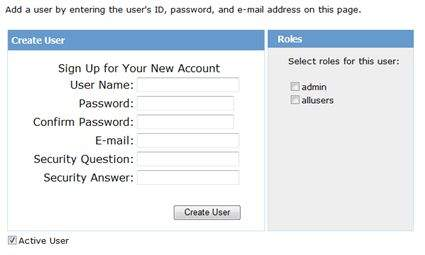 Add a user by entering the user's ID, password, and e-mail address on this page.
Create User
Sign Up for Your New Account
User Name:
Password:
Confirm Password:
E-mail:
Security Question:
Security Answer:
Create User
Active User
Roles
Select roles for this user:
admin
allusers